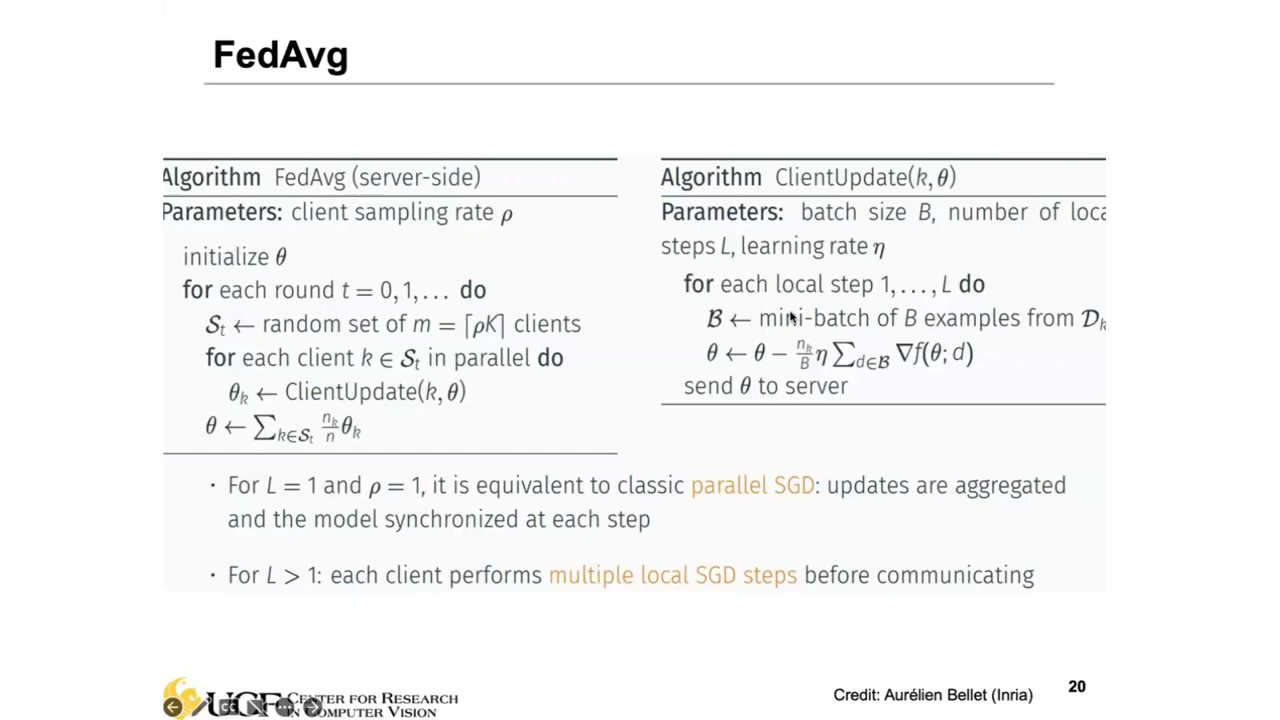 FedAvg
Algorithm FedAvg (server-side)
Parameters: client sampling rate ρ
initialize θ
for each round t = 0, 1, . . . do
𝒮ₜ ← random set of m = ⌈ρK⌉ clients
for each client k ∈ 𝒮ₜ in parallel do
θₖ ← ClientUpdate(k, θ)
θ ← ∑ₖ∈𝒮ₜ nₖ/n θₖ
Algorithm ClientUpdate(k, θ)
Parameters: batch size B, number of loca
steps L, learning rate η
for each local step 1, . . . , L do
ℬ ← mini-batch of B examples from 𝒟ₖ
θ ← θ − nₖ/B η ∑d∈ℬ ∇f(θ; d)
send θ to server
· For L = 1 and ρ = 1, it is equivalent to classic parallel SGD: updates are aggregated
and the model synchronized at each step
· For L > 1: each client performs multiple local SGD steps before communicating
UCF CENTER FOR RESEARCH
IN COMPUTER VISION
Credit: Aurélien Bellet (Inria)
20